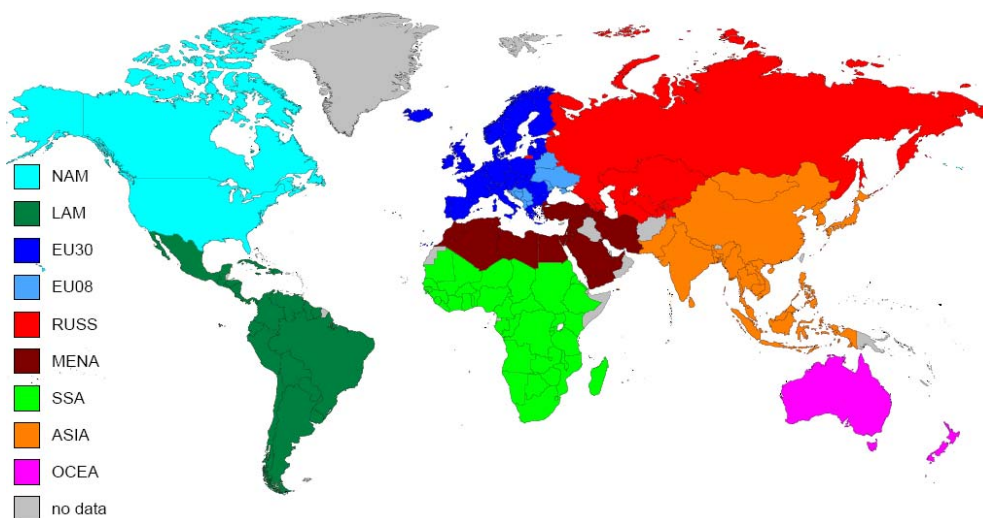 NAM
LAM
EU30
EU08
RUSS
MENA
SSA
ASIA
OCEA
no data